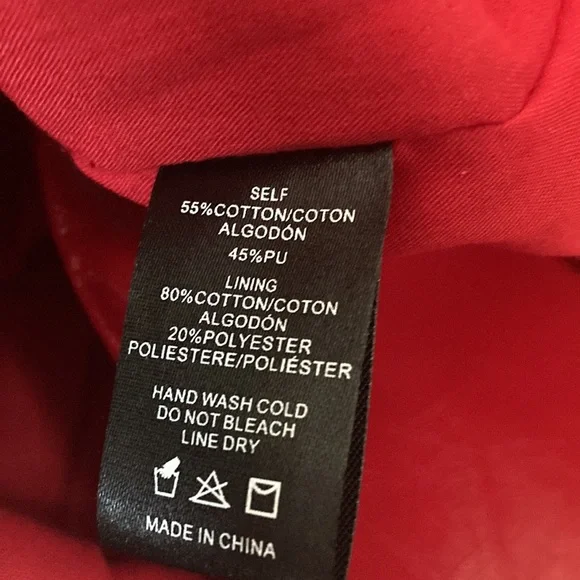 SELF
55%COTTON/COTON
ALGODÓN
45%PU
LINING
80%COTTON/COTON
ALGODÓN
20%POLYESTER
POLIESTERE/POLIÉSTER
HAND WASH COLD
DO NOT BLEACH
LINE DRY
MADE IN CHINA